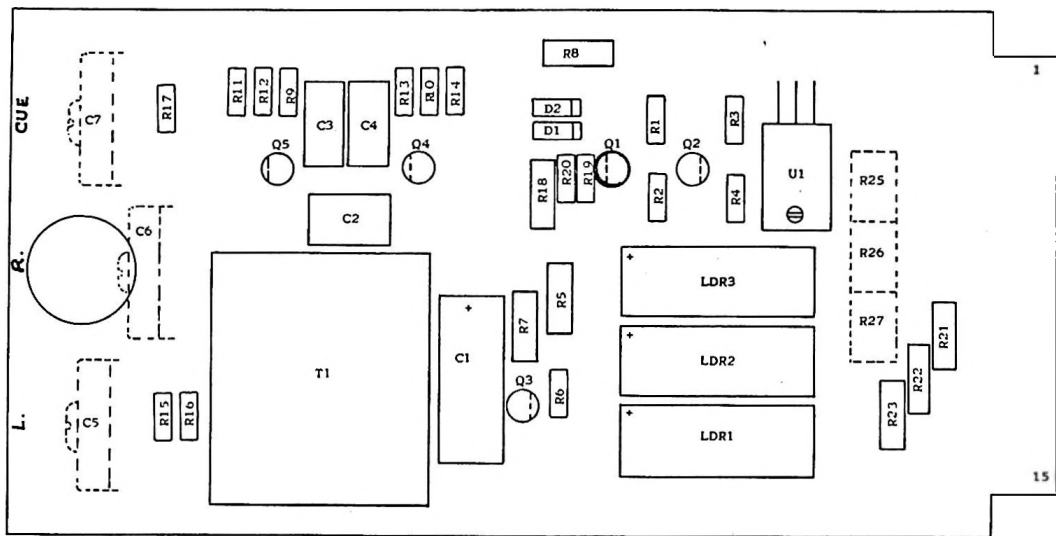 R8
1
CUE
C7
R17
R11
R12
R9
C3
C4
R13
R10
R14
D2
D1
R1
R3
Q5
Q4
Q1
Q2
U1
R18
R20
R19
R2
R4
R25
C6
C2
R.
R26
LDR3
R5
R7
C1
R27
R21
T1
LDR2
R22
Q3
R6
L.
C5
R15
R16
LDR1
R23
15